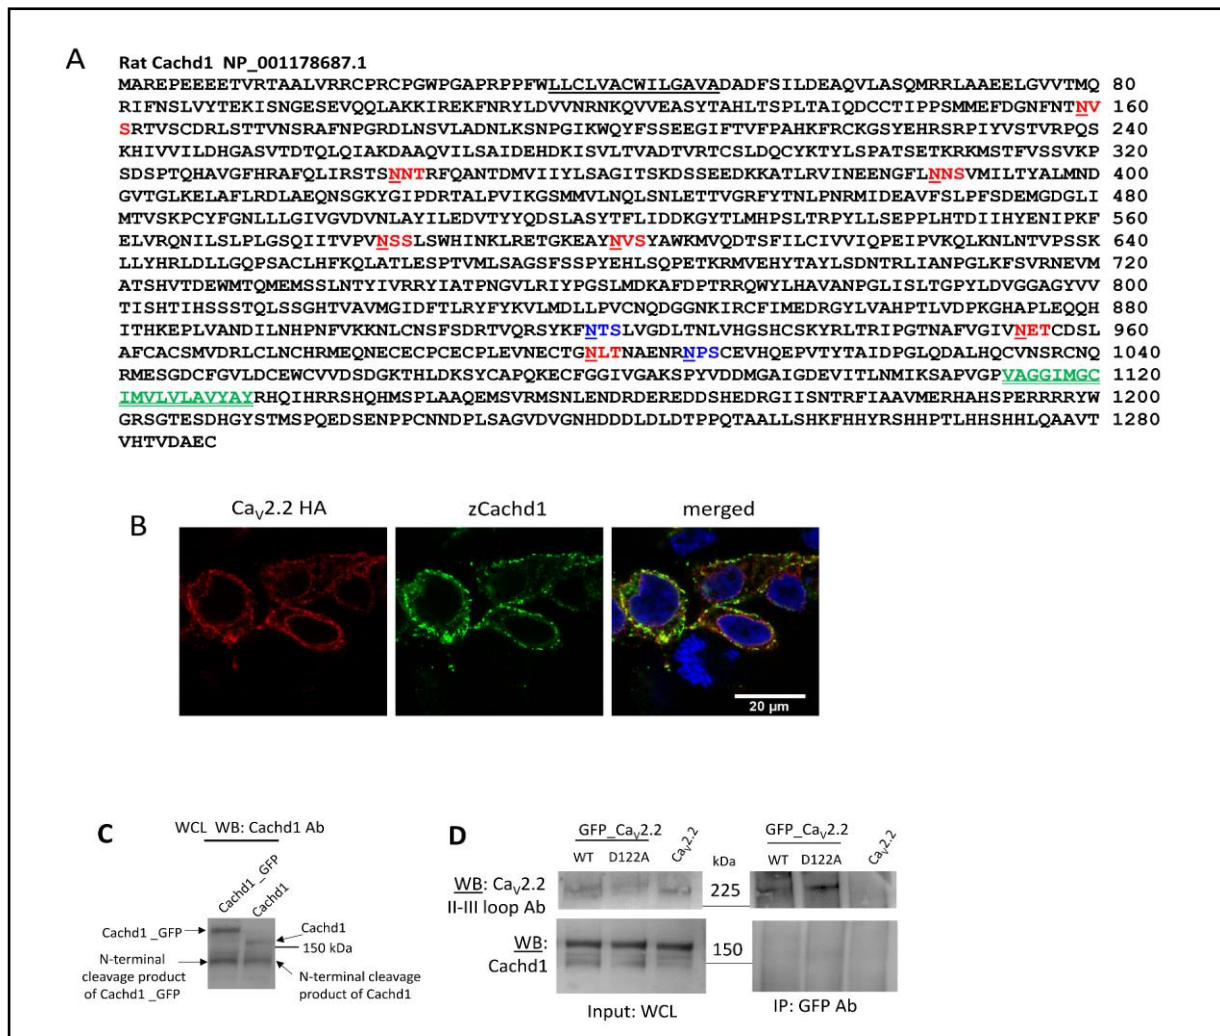 A
Rat Cachd1 NP_001178687.1
MAREPEEEETVRTAALVRRCPRCPGWPGAPRPPFWLLCLVACWILGAVADADFSILDEAQVLASQMRRLAAEELGVVTMQ 80
RIFNSLVYTEKISNGESEVQQLAKKIREKFNRYLDVVNRNKQVVEASYTAHLTSPLTAIQDCCTIPPSMMEFDGNFNTNV 160
SRTVSCDRLSTTVNSRAFNPGRDLNSVLADNLKSNPGIKWQYFSSEEGIFTVFPAHKFRCKGSYEHRSRPIYVSTVRPQS 240
KHIVVILDHGASVTDTQLQIAKDAAQVILSAIDEHDKISVLTVADTVRTCSLDQCYKTYLSPATSETKRKMSTFVSSVKP 320
SDSPTQHAVGFHRAFQLIRSTSNNTRFQANTDMVIIYLSAGITSKDSSEEDKKATLRVINEENGFLNNSVMILTYALMND 400
GVTGLKELAFLRDLAEQNSGKYGIPDRTALPVIKGSMMVLNQLSNLETTVGRFYTNLPNRMIDEAVFSLPFSDEMGDGLI 480
MTVSKPCYFGNLLLGIVGVDVNLAYILEDVTYYQDSLASYTFLIDDKGYTLMHPSLTRPYLLSEPPLHTDIIHYENIPKF 560
ELVRQNILSLPLGSQIITVPVNSSLSWHINKLRETGKEAYNVSYAWKMVQDTSFILCIVVIQPEIPVKQLKNLNTVPSSK 640
LLYHRLDLLGQPSACLHFKQLATLESPTVMLSAGSFSSPYEHLSQPETKRMVEHYTAYLSDNTRLIANPGLKFSVRNEVM 720
ATSHVTDEWMTQMEMSSLNTYIVRRYIATPNGVLRIYPGSLMDKAFDPTRRQWYLHAVANPGLISLTGPYLDVGGAGYVV 800
TISHTIHSSSTQLSSGHTVAVMGIDFTLRYFYKVLMDLLPVCNQDGGNKIRCFIMEDRGYLVAHPTLVDPKGHAPLEQQH 880
ITHKEPLVANDILNHPNFVKKNLCNSFSDRTVQRSYKFNTSLVGDLTNLVHGSHCSKYRLTRIPGTNAFVGIVNETCDSL 960
AFCACSMVDRLCLNCHRMEQNECECPCECPLEVNECTGNLTNAENRNPSCEVHQEPVTYTAIDPGLQDALHQCVNSRCNQ 1040
RMESGDCFGVLDCEWCVVDSDGKTHLDKSYCAPQKECFGGIVGAKSPYVDDMGAIGDEVITLNMIKSAPVGPVAGGIMGC 1120
IMVLVLAVYAYRHQIHRRSHQHMSPLAAQEMSVRMSNLENDRDEREDDSHEDRGIISNTRFIAAVMERHAHSPERRRRYW 1200
GRSGTESDHGYSTMSPQEDSENPPCNNDPLSAGVDVGNHDDDLDLDTPPQTAALLSHKFHHYRSHHPTLHHSHHLQAAVT 1280
VHTVDAEC
B
CaV2.2 HA zCachd1 merged
20 µm
C
WCL WB: Cachd1 Ab
Cachd1 _GFP Cachd1
Cachd1 _GFP
Cachd1
150 kDa
N-terminal
cleavage product
of Cachd1 _GFP
N-terminal cleavage
product of Cachd1
D
GFP_CaV2.2 CaV2.2 GFP_CaV2.2 CaV2.2
WT D122A kDa WT D122A
WB: CaV2.2
II-III loop Ab
225
WB:
Cachd1
150
Input: WCL IP: GFP Ab